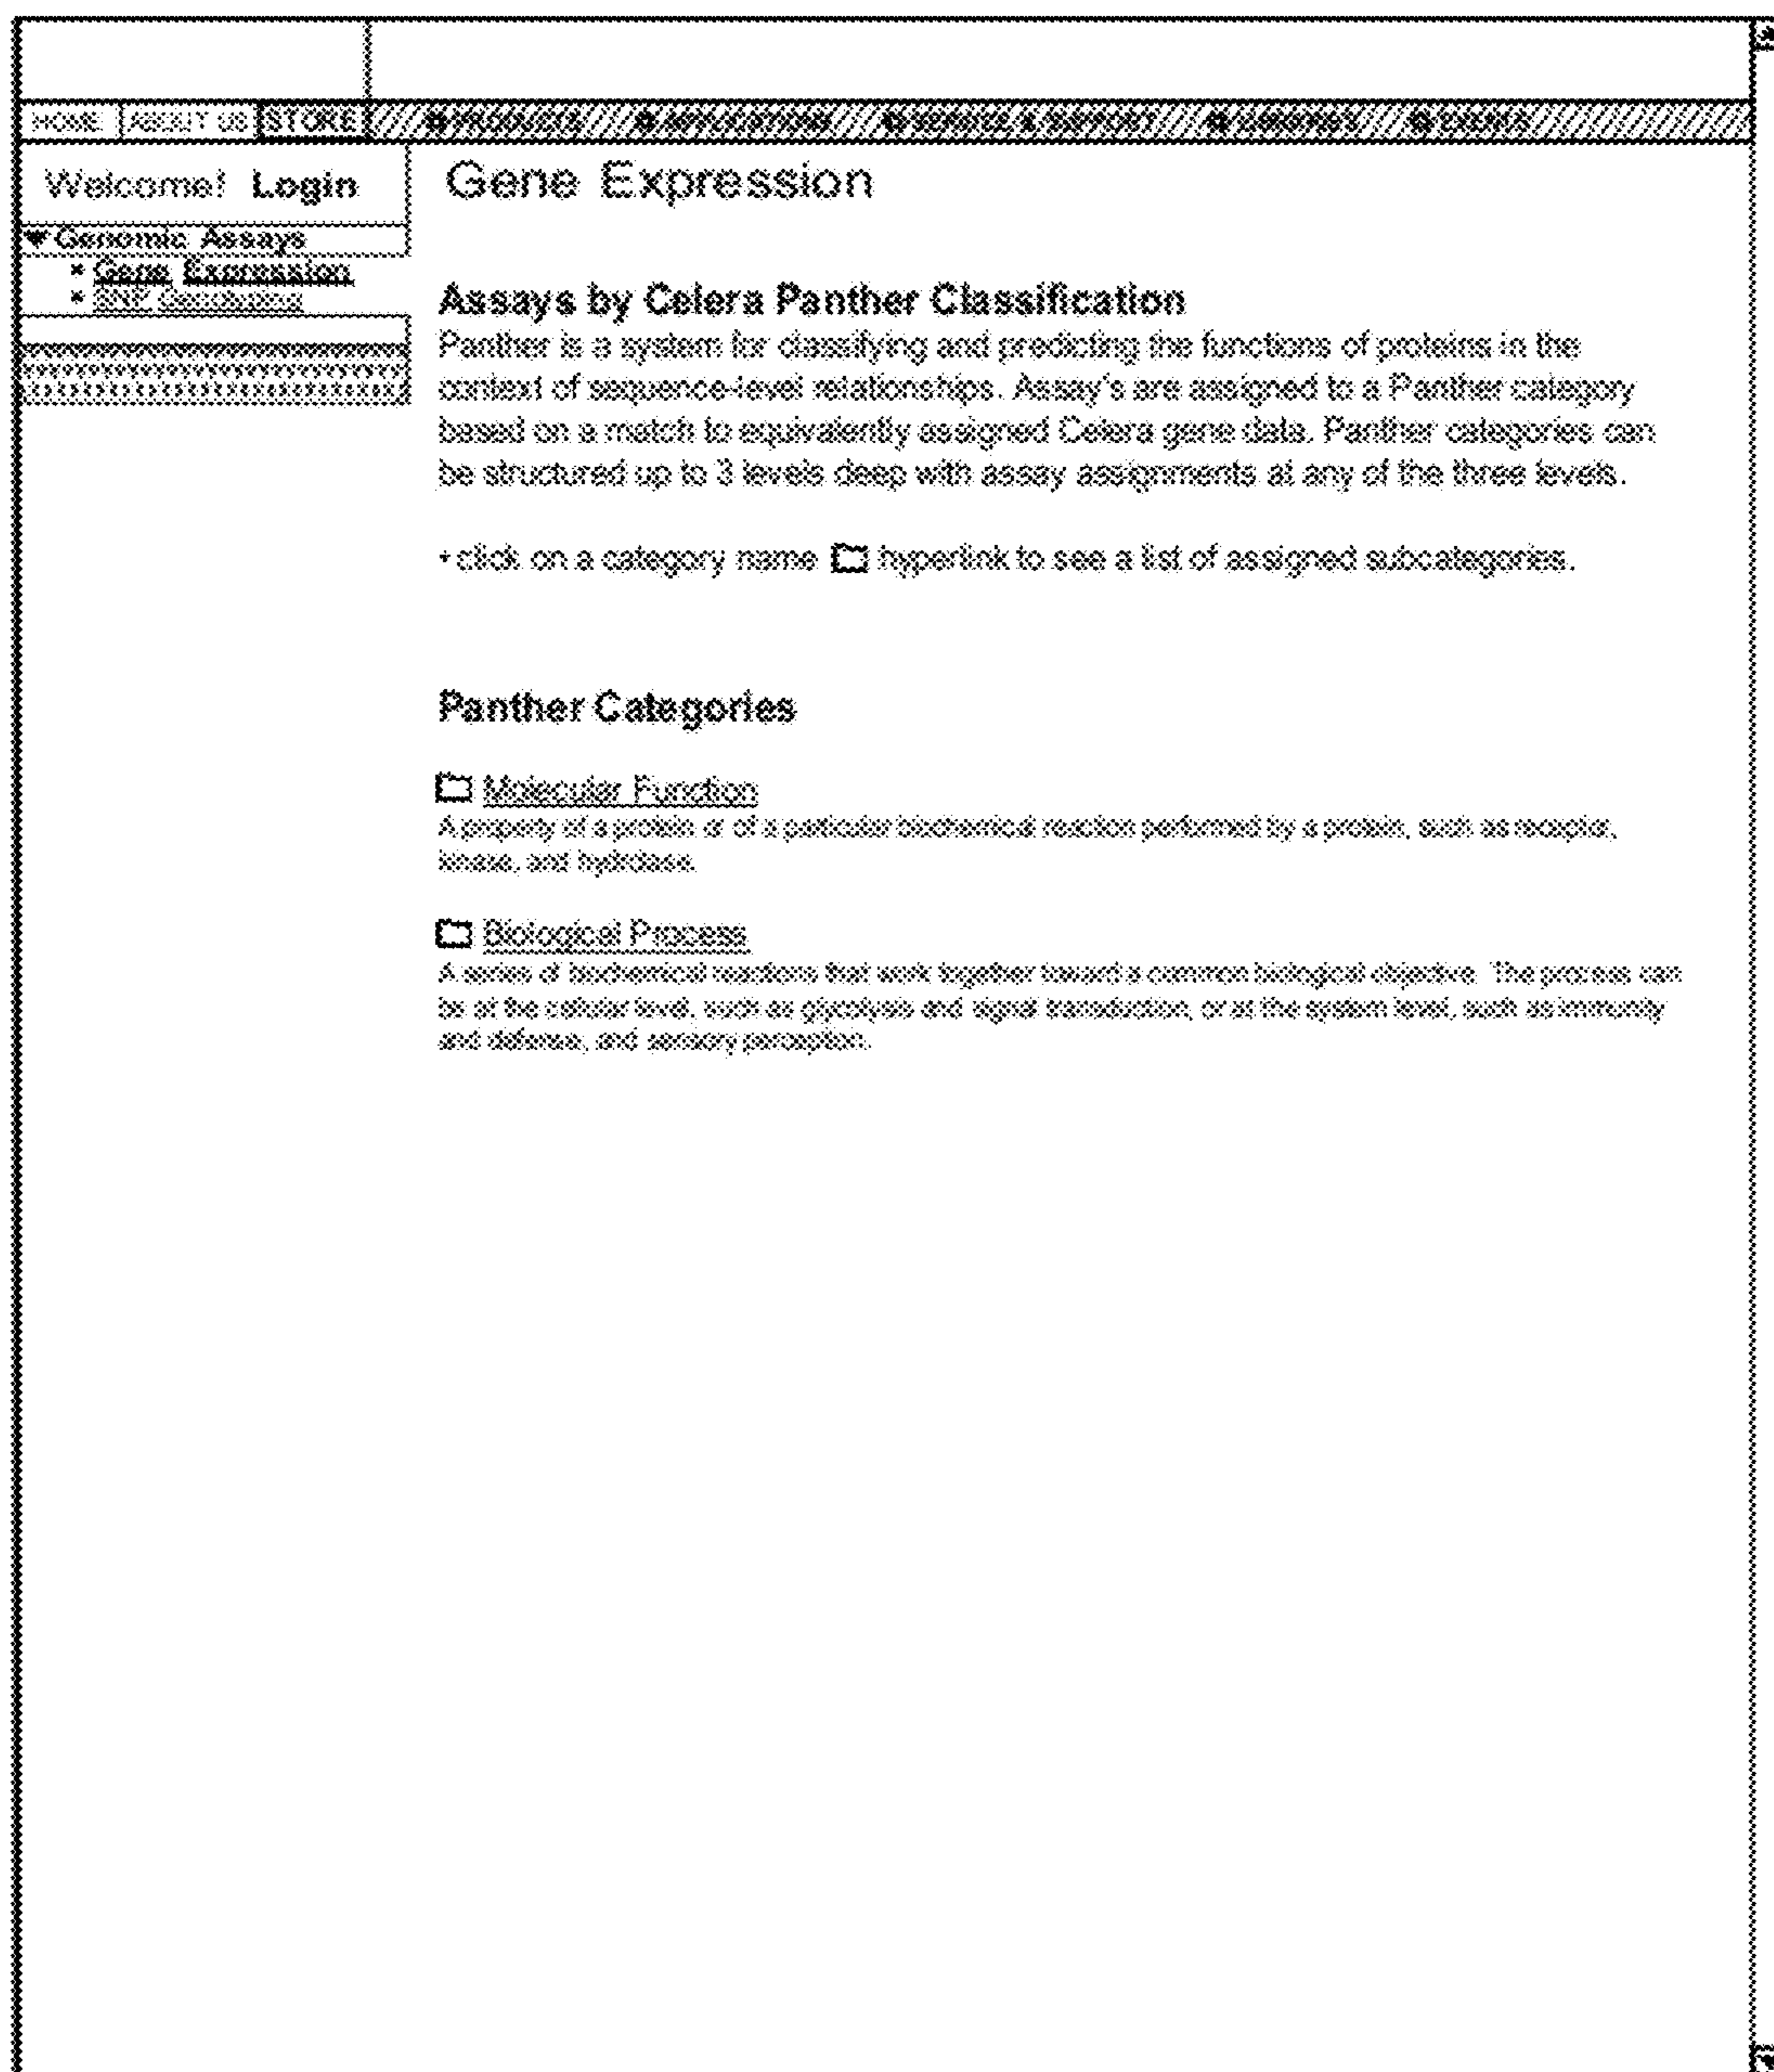 HOME ABOUT US STORE PRODUCTS APPLICATIONS SERVICE & SUPPORT EVENTS
Welcome! Login
Genomic Assays
Gene Expression
SNP
Gene Expression
Assays by Celera Panther Classification
Panther is a system for classifying and predicting the functions of proteins in the
context of sequence-level relationships. Assay's are assigned to a Panther category
based on a match to equivalently assigned Celera gene data. Panther categories can
be structured up to 3 levels deep with assay assignments at any of the three levels.
• click on a category name hyperlink to see a list of assigned subcategories.
Panther Categories
Molecular Function
A property of a protein or of a particular biochemical reaction performed by a protein, such as receptor,
kinase, and hydrolase.
Biological Process
A series of biochemical reactions that work together toward a common biological objective. The process can
be at the cellular level, such as glycolysis and signal transduction, or at the system level, such as immunity
and defense, and sensory perception.